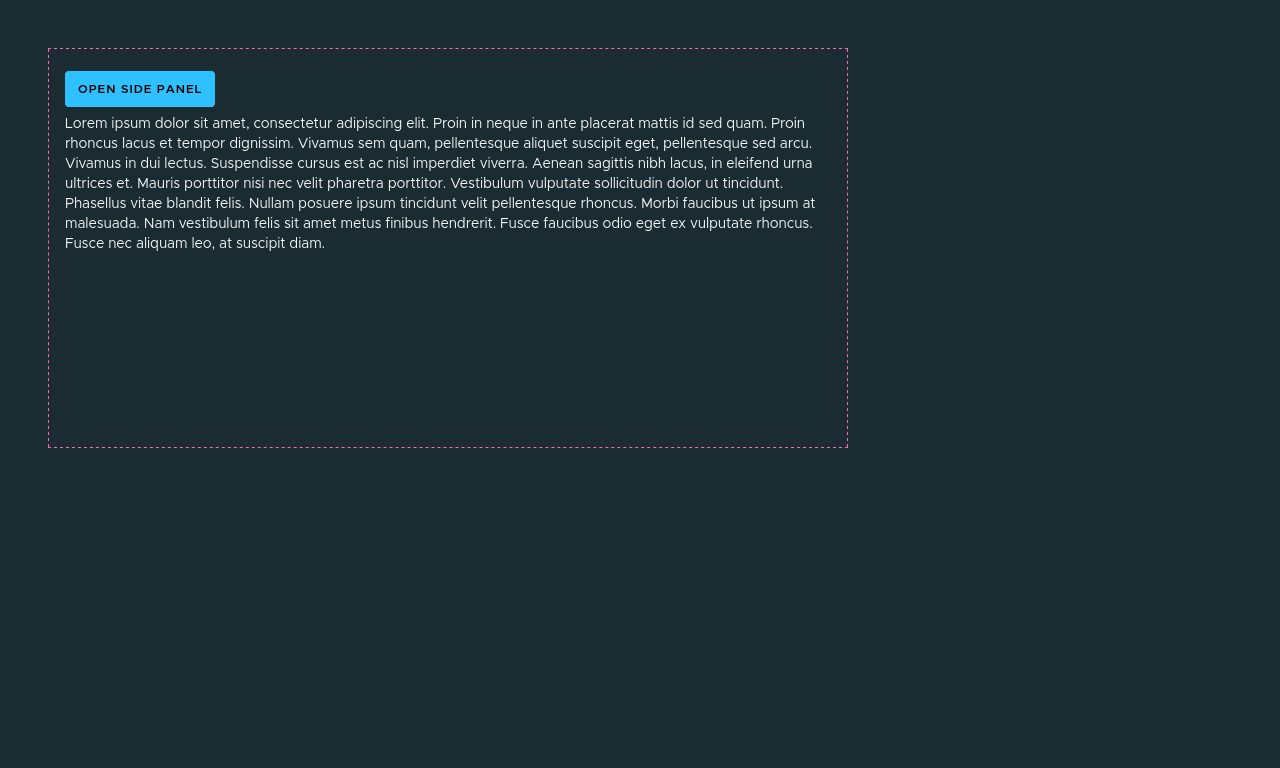 OPEN SIDE PANEL
Lorem ipsum dolor sit amet, consectetur adipiscing elit. Proin in neque in ante placerat mattis id sed quam. Proin
rhoncus lacus et tempor dignissim. Vivamus sem quam, pellentesque aliquet suscipit eget, pellentesque sed arcu.
Vivamus in dui lectus. Suspendisse cursus est ac nisl imperdiet viverra. Aenean sagittis nibh lacus, in eleifend urna
ultrices et. Mauris porttitor nisi nec velit pharetra porttitor. Vestibulum vulputate sollicitudin dolor ut tincidunt.
Phasellus vitae blandit felis. Nullam posuere ipsum tincidunt velit pellentesque rhoncus. Morbi faucibus ut ipsum at
malesuada. Nam vestibulum felis sit amet metus finibus hendrerit. Fusce faucibus odio eget ex vulputate rhoncus.
Fusce nec aliquam leo, at suscipit diam.